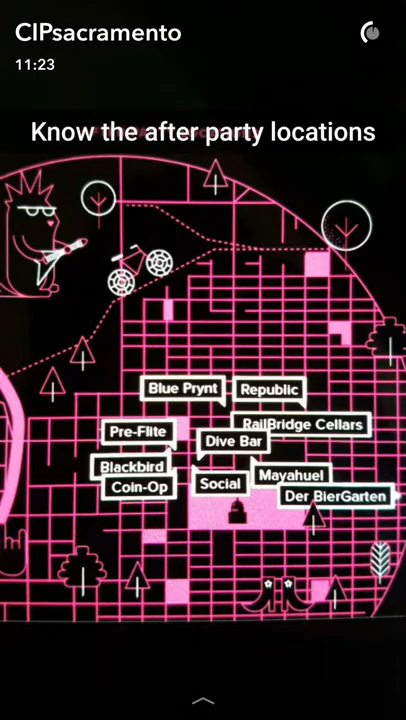 CIPsacramento
11:23
Know the after party locations
Blue Prynt
Republic
RailBridge Cellars
Pre-Flite
Dive Bar
Blackbird
Mayahuel
Coin-Op
Social
Der BierGarten